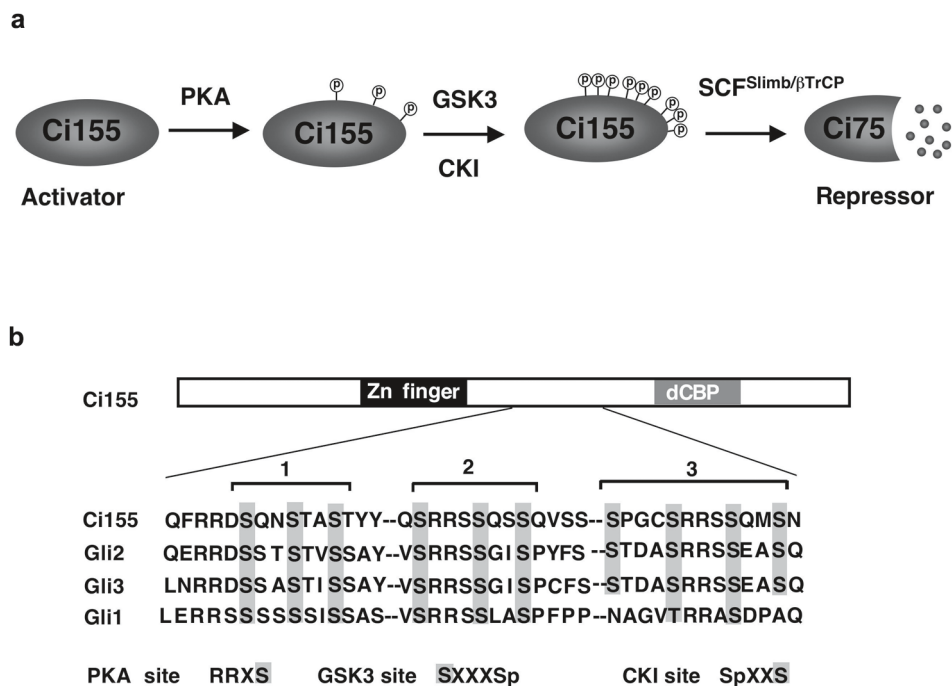 a
PKA
GSK3
CKI
SCF^Slimb/βTrCP
Ci155
P P P
Ci155
P P P P P P P P P
Ci155
Ci75
Activator
Repressor
b
Ci155
Zn finger
dCBP
1 2 3
Ci155 QFRRDSQNSTASTYY--QSRRSSQSSQVSS--SPGCSRRSSQMSN
Gli2 QERRDSSTSTVSSAY--VSRRSSGISPYFS--STDASRRSSEASQ
Gli3 LNRRDSSASTISSAY--VSRRSSGISPCFS--STDASRRSSEASQ
Gli1 LERRSSSSSSISSAS--VSRRSSLASPFPP--NAGVTRRASDPAQ
PKA site RRXS GSK3 site SXXXSp CKI site SpXXS